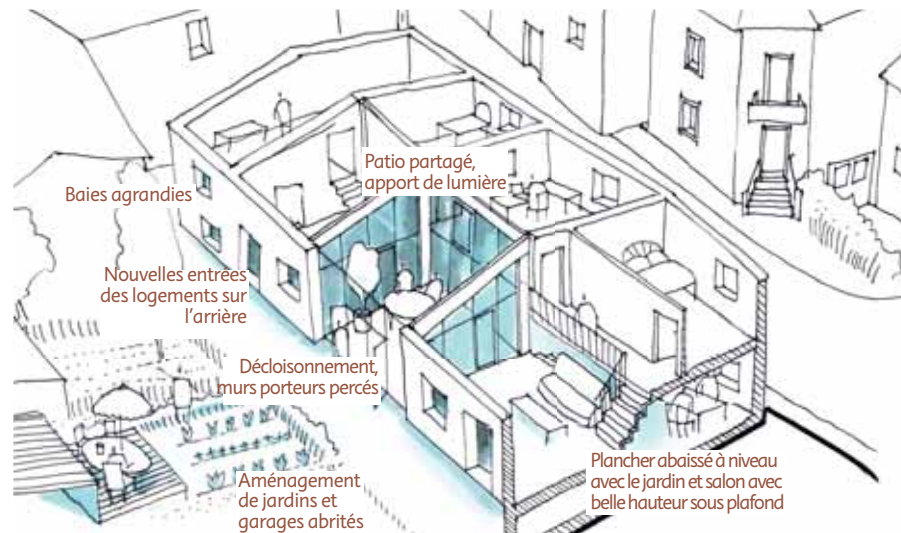 Patio partagé,
apport de lumière
Baies agrandies
Nouvelles entrées
des logements sur
l'arrière
Décloisonnement,
murs porteurs percés
Aménagement
de jardins et
garages abrités
Plancher abaissé à niveau
avec le jardin et salon avec
belle hauteur sous plafond